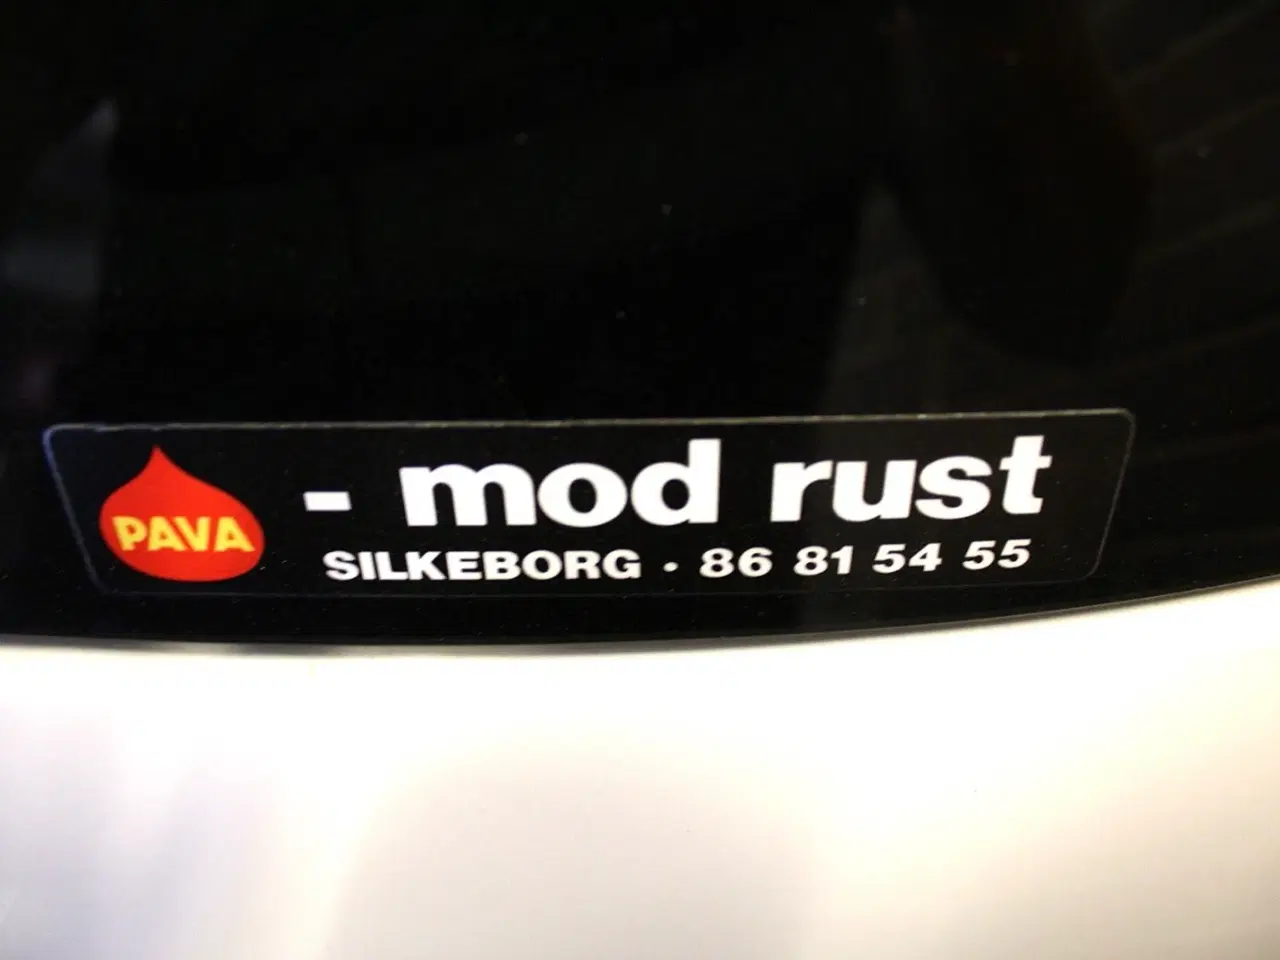 PAVA
- mod rust
SILKEBORG · 86 81 54 55